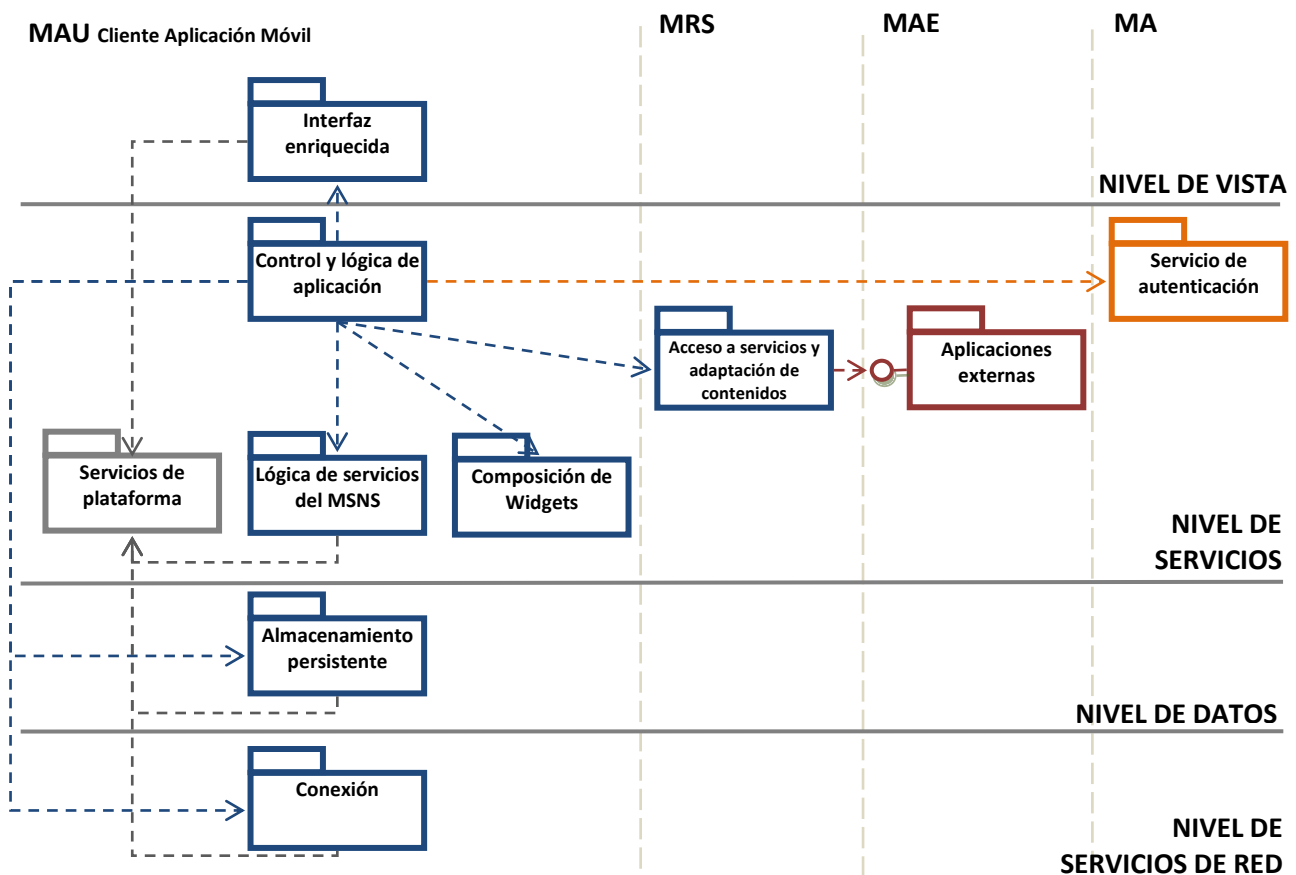 MAU Cliente Aplicación Móvil
MRS
MAE
MA
Interfaz
enriquecida
NIVEL DE VISTA
Control y lógica de
aplicación
Servicio de
autenticación
Acceso a servicios y
adaptación de
contenidos
Aplicaciones
externas
Servicios de
plataforma
Lógica de servicios
del MSNS
Composición de
Widgets
NIVEL DE
SERVICIOS
Almacenamiento
persistente
NIVEL DE DATOS
Conexión
NIVEL DE
SERVICIOS DE RED